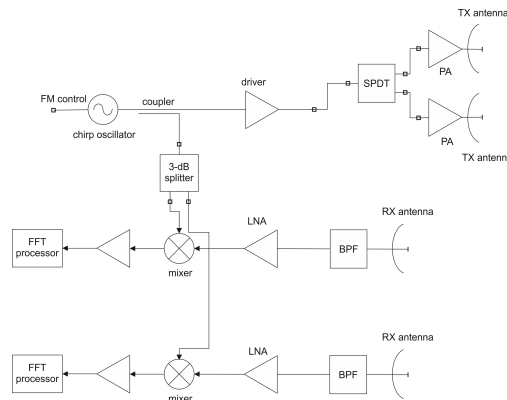 TX antenna
driver
SPDT
PA
FM control
coupler
chirp oscillator
PA
TX antenna
3-dB
splitter
LNA
RX antenna
FFT
processor
BPF
mixer
LNA
RX antenna
FFT
processor
BPF
mixer